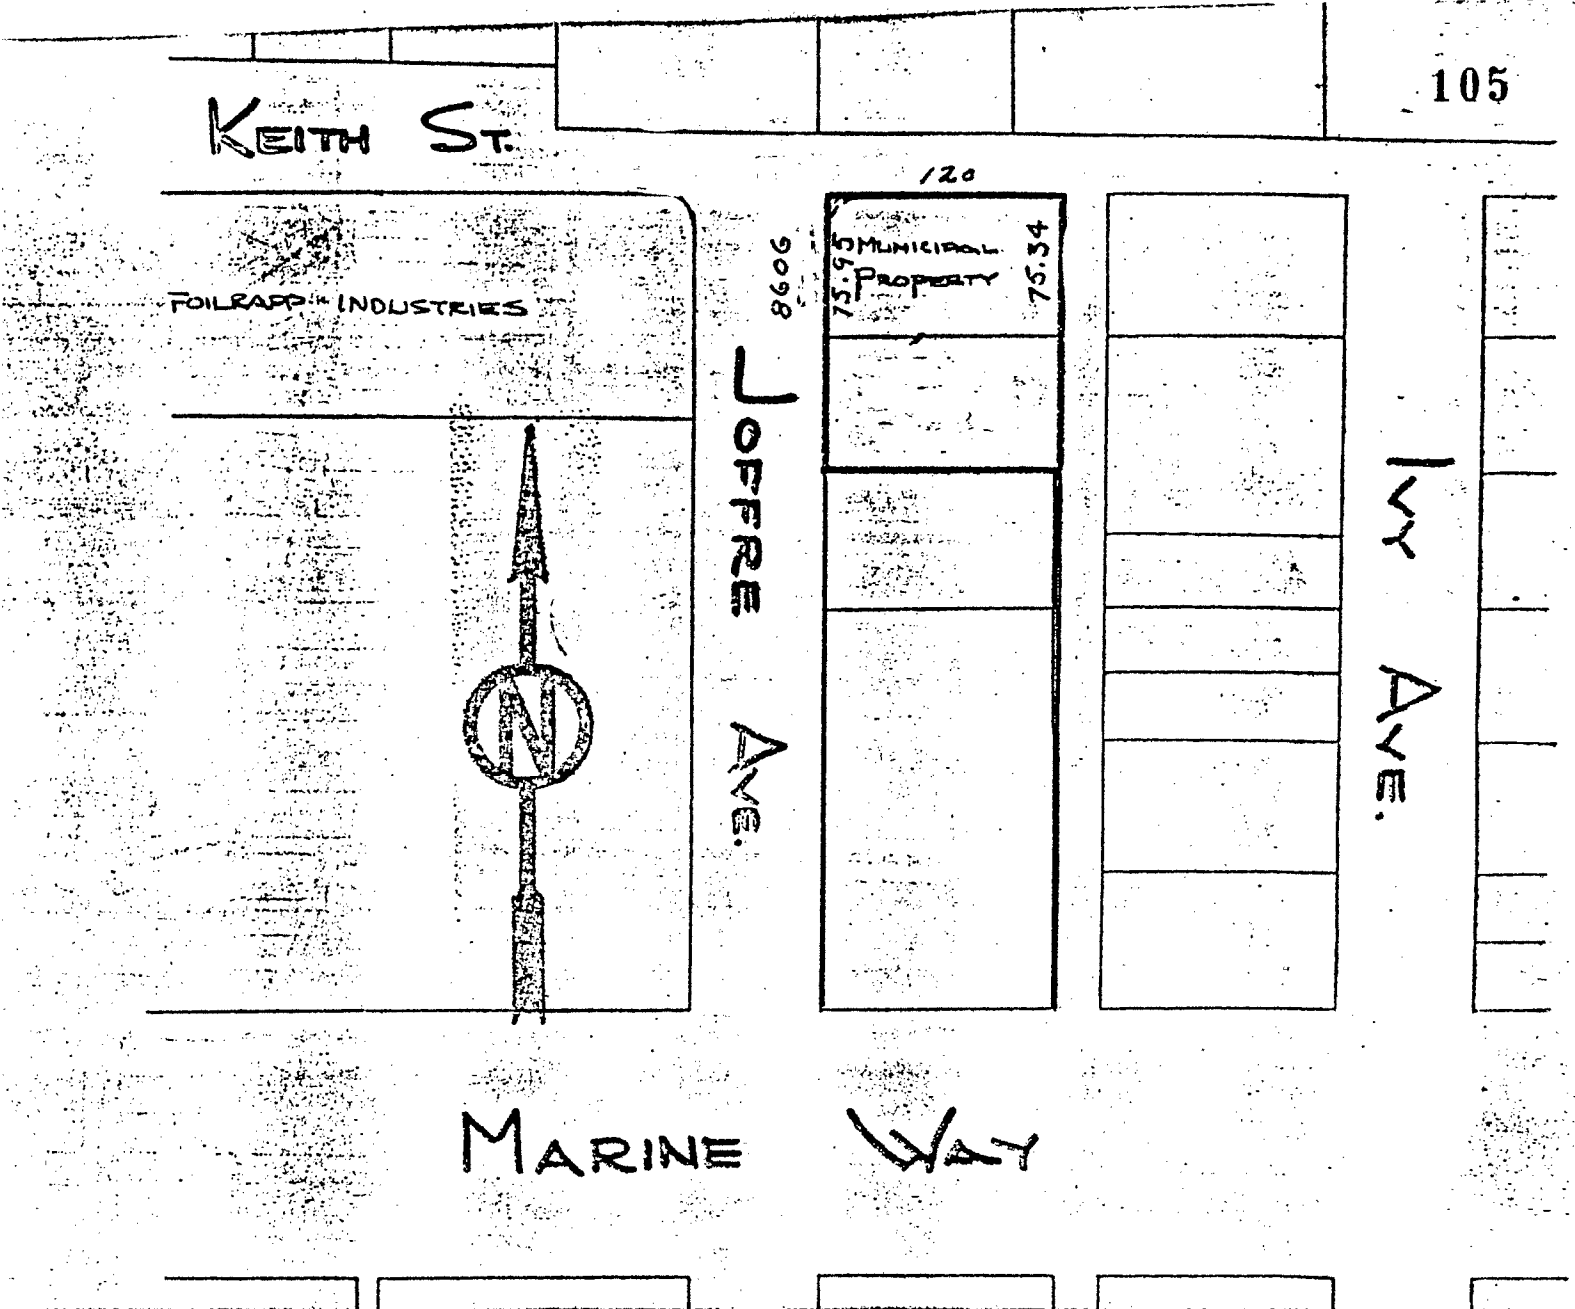 105
KEITH ST.
120
8606
75.95
MUNICIPAL
PROPERTY
75.34
FOILRAPP INDUSTRIES
JOFFRE AVE.
IVY AVE.
N
MARINE WAY